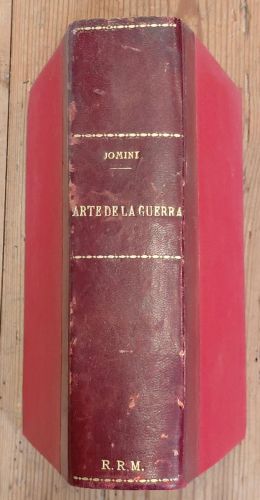 JOMINI
ARTE DE LA GUERRA
R. R. M.